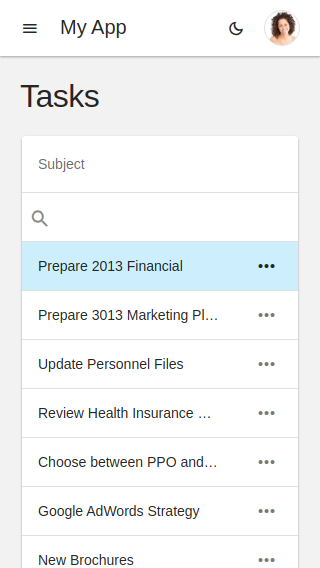 My App
Tasks
Subject
Prepare 2013 Financial
Prepare 3013 Marketing Pl…
Update Personnel Files
Review Health Insurance …
Choose between PPO and…
Google AdWords Strategy
New Brochures